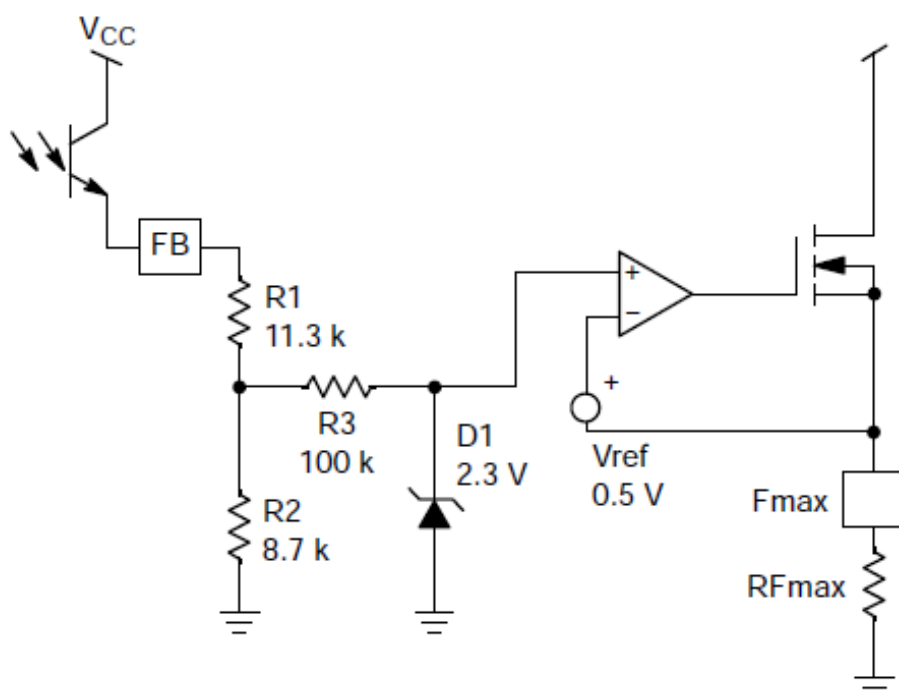 VCC
FB
R1
11.3 k
R3
100 k
D1
2.3 V
R2
8.7 k
+
−
+
Vref
0.5 V
Fmax
RFmax